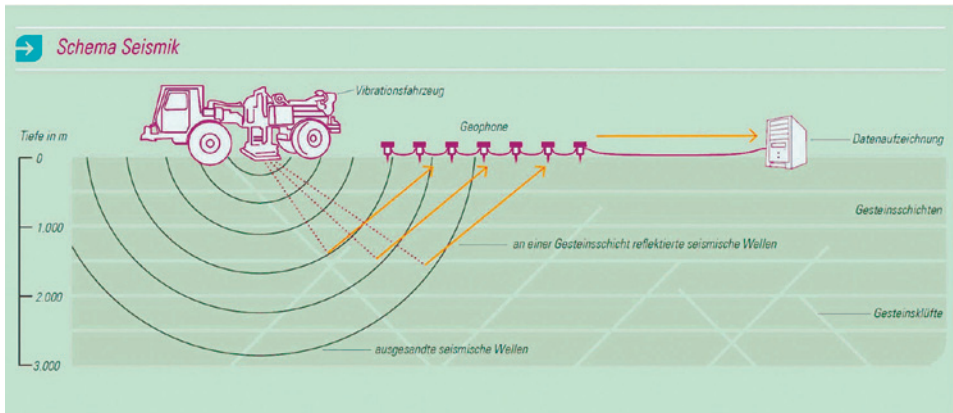 Schema Seismik
Vibrationsfahrzeug
Tiefe in m
Geophone
Datenaufzeichnung
0
Gesteinsschichten
1.000
an einer Gesteinsschicht reflektierte seismische Wellen
2.000
Gesteinsklüfte
ausgesandte seismische Wellen
3.000